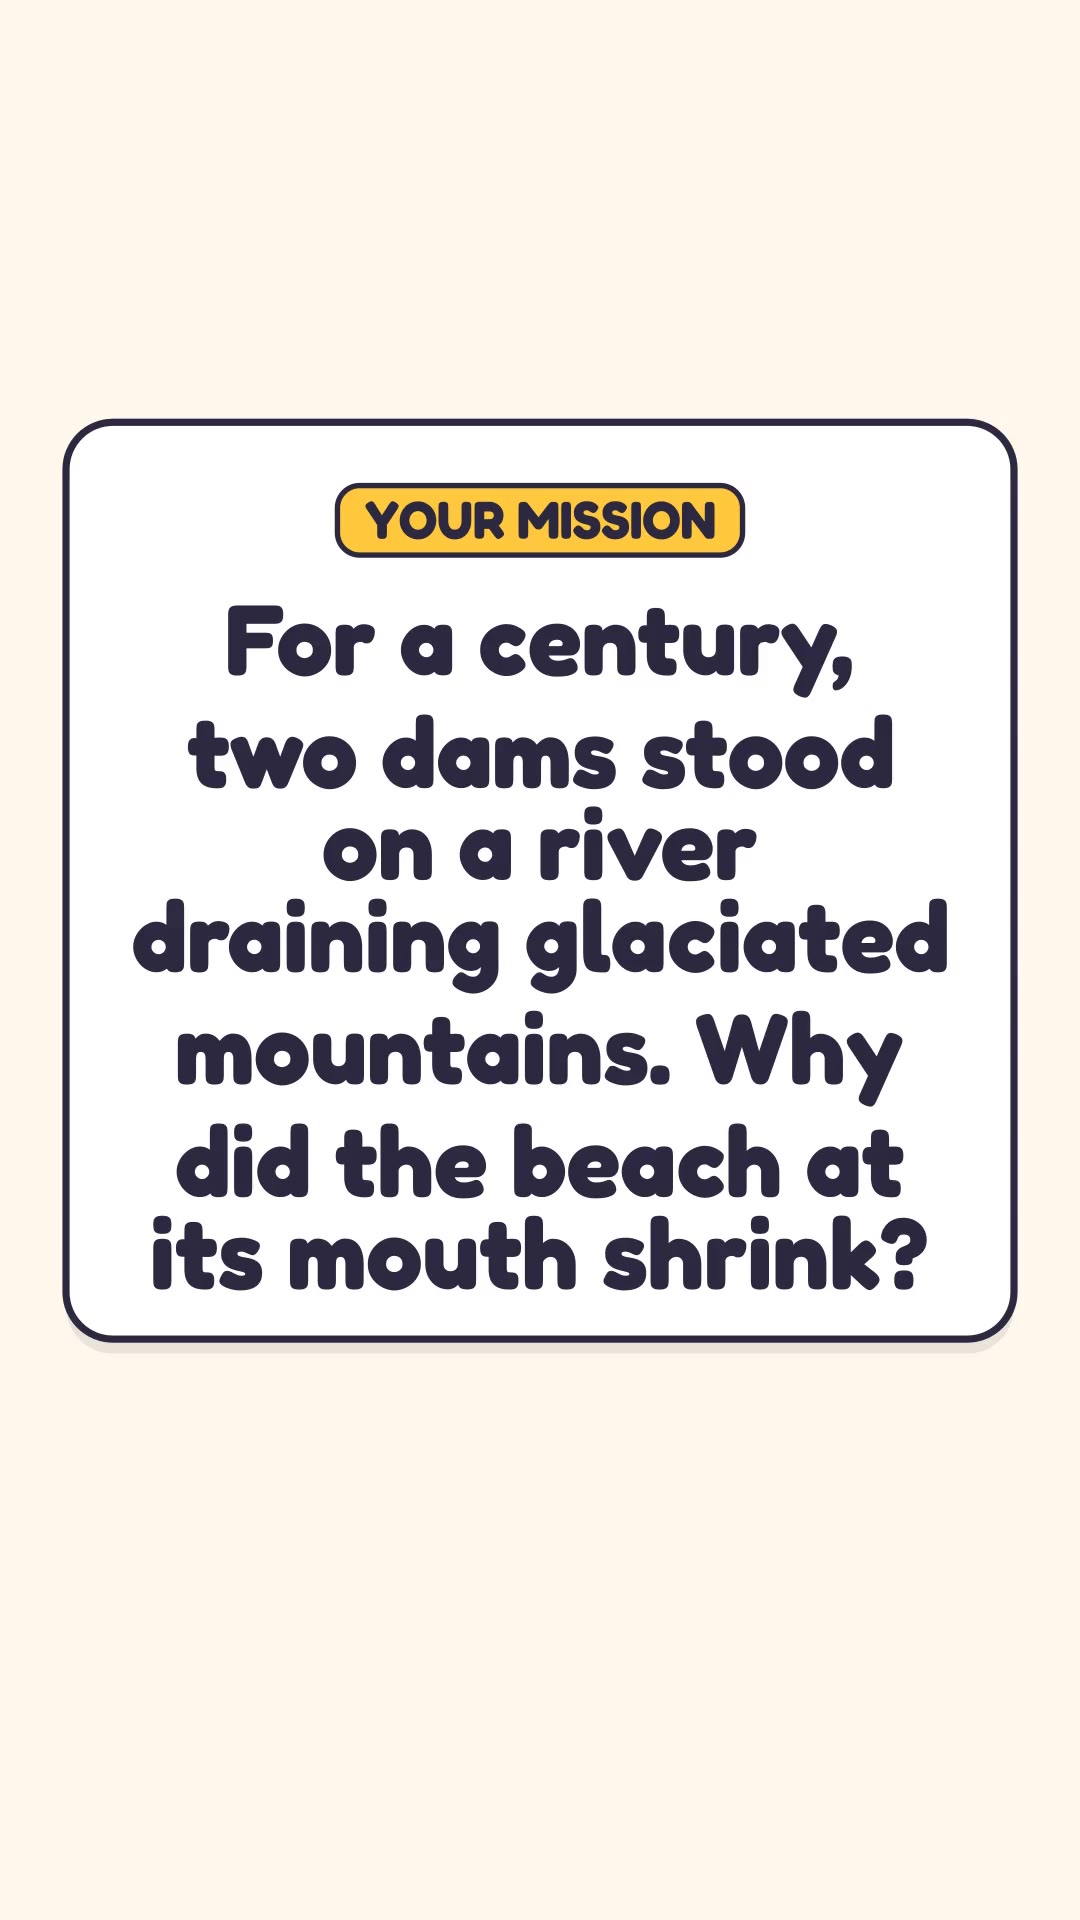 YOUR MISSION
For a century,
two dams stood
on a river
draining glaciated
mountains. Why
did the beach at
its mouth shrink?